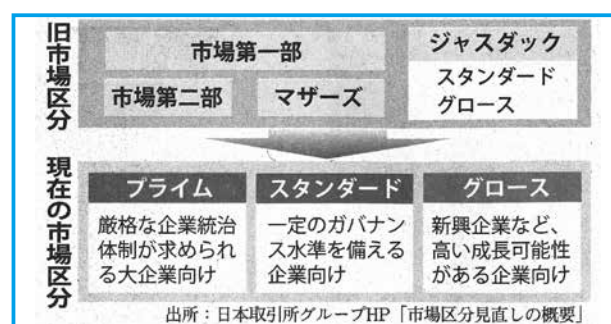 旧市場区分
市場第一部
市場第二部
マザーズ
ジャスダック
スタンダード
グロース
現在の市場区分
プライム
厳格な企業統治
体制が求められ
る大企業向け
スタンダード
一定のガバナン
ス水準を備える
企業向け
グロース
新興企業など、
高い成長可能性
がある企業向け
出所:日本取引所グループHP「市場区分見直しの概要」